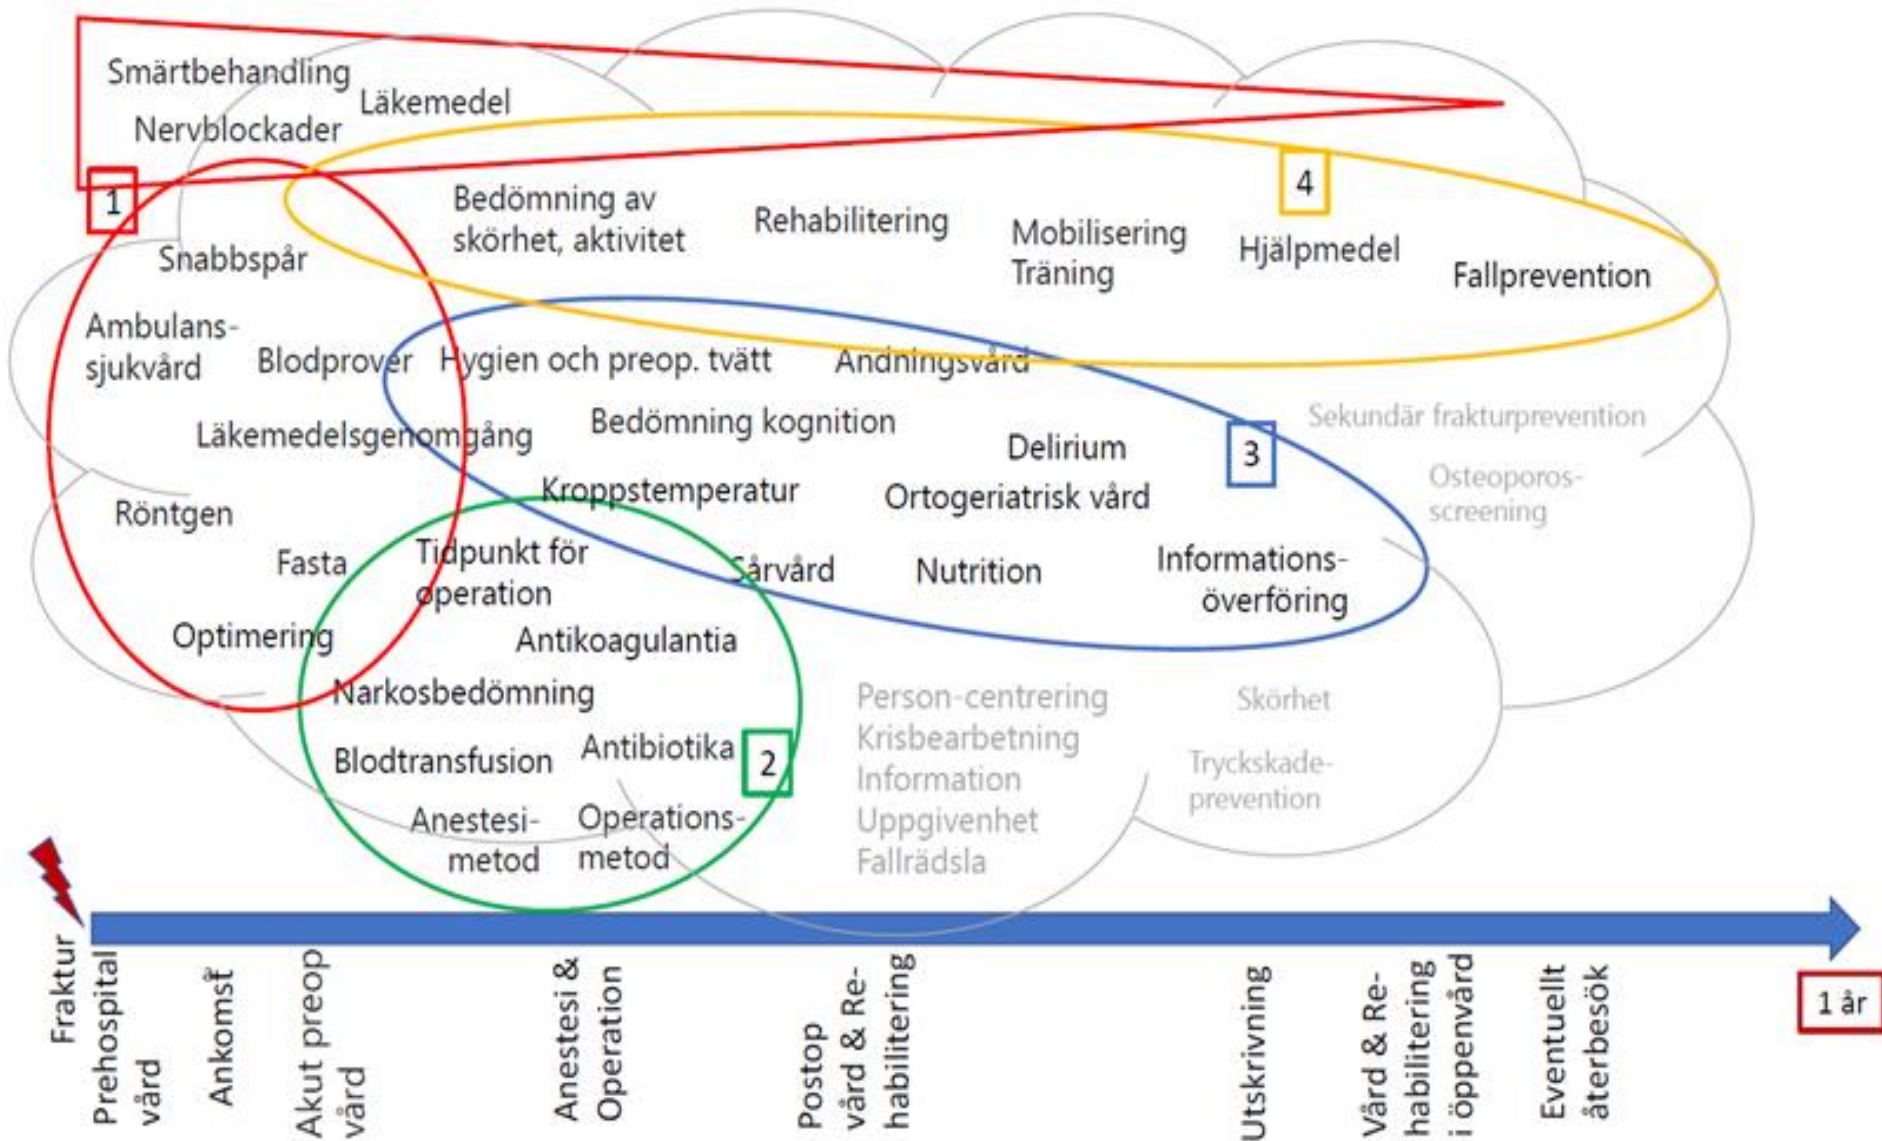 Smärtbehandling
Läkemedel
Nervblockader
1
4
Bedömning av
skörhet, aktivitet
Rehabilitering
Mobilisering
Träning
Hjälpmedel
Fallprevention
Snabbspår
Ambulans-
sjukvård
Blodprover
Hygien och preop. tvätt
Andningsvård
Läkemedelsgenomgång
Bedömning kognition
Delirium
3
Sekundär frakturprevention
Kroppstemperatur
Ortogeriatrisk vård
Osteoporos-
screening
Röntgen
Fasta
Tidpunkt för
operation
Sårvård
Nutrition
Informations-
överföring
Optimering
Antikoagulantia
Narkosbedömning
Blodtransfusion
Antibiotika
2
Anestesi-
metod
Operations-
metod
Person-centrering
Krisbearbetning
Information
Uppgivenhet
Fallrädsla
Skörhet
Tryckskade-
prevention
Fraktur
Prehospital
vård
Ankomst
Akut preop
vård
Anestesi &
Operation
Postop
vård & Re-
habilitering
Utskrivning
Vård & Re-
habilitering
i öppenvård
Eventuellt
återbesök
1 år